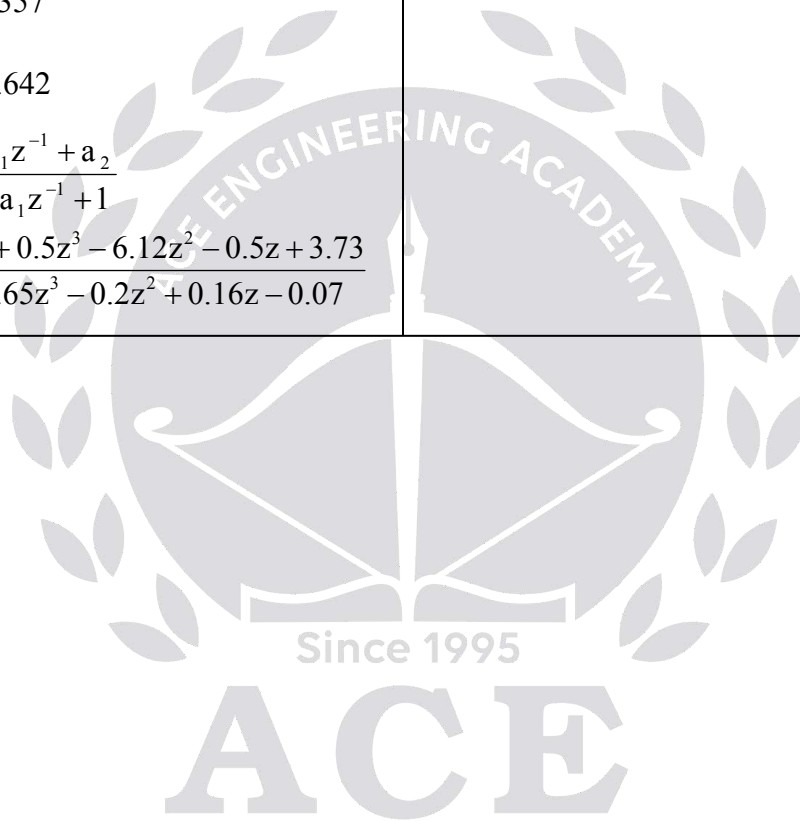 357
.642
₁z⁻¹ + a₂
a₁z⁻¹ + 1
+ 0.5z³ − 6.12z² − 0.5z + 3.73
.65z³ − 0.2z² + 0.16z − 0.07
ACE ENGINEERING ACADEMY
Since 1995
ACE